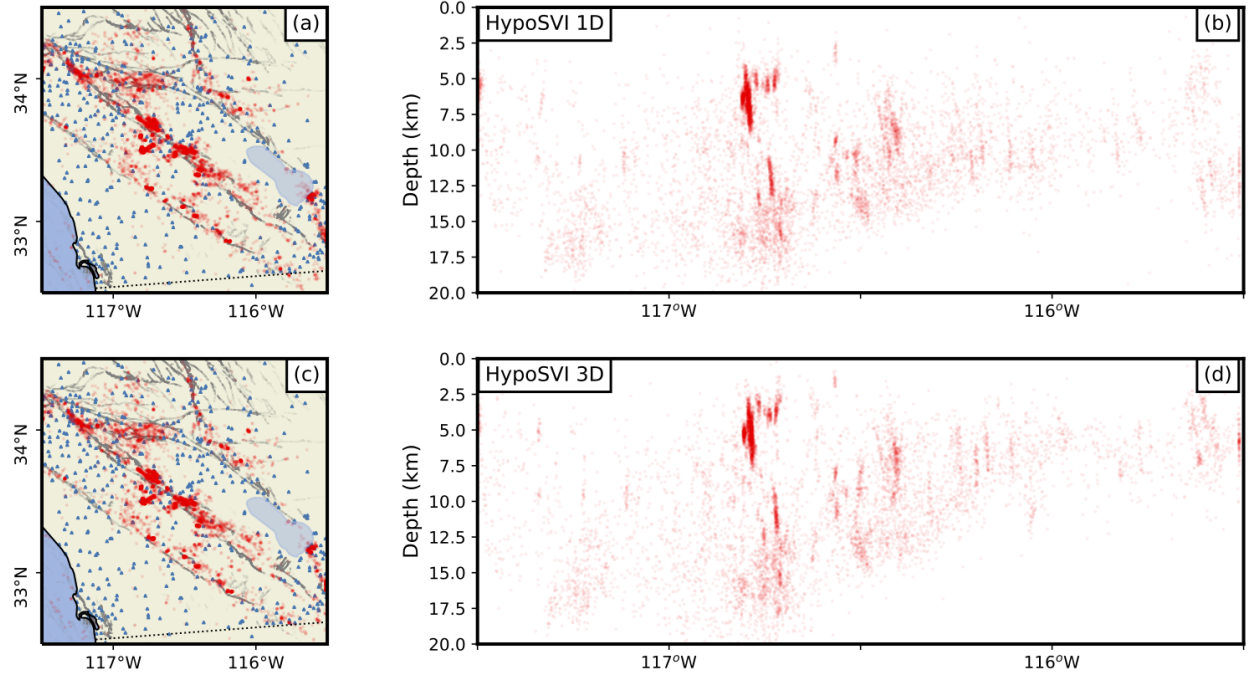 (a)
34°N
33°N
117°W 116°W
HypoSVI 1D
(b)
0.0
2.5
5.0
7.5
10.0
12.5
15.0
17.5
20.0
Depth (km)
117°W 116°W
(c)
34°N
33°N
117°W 116°W
HypoSVI 3D
(d)
0.0
2.5
5.0
7.5
10.0
12.5
15.0
17.5
20.0
Depth (km)
117°W 116°W